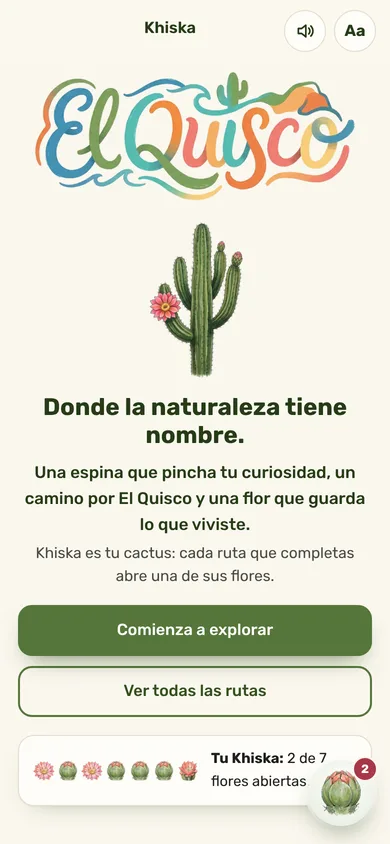 Khiska
Aa
El Quisco
Donde la naturaleza tiene
nombre.
Una espina que pincha tu curiosidad, un
camino por El Quisco y una flor que guarda
lo que viviste.
Khiska es tu cactus: cada ruta que completas
abre una de sus flores.
Comienza a explorar
Ver todas las rutas
Tu Khiska: 2 de 7
flores abiertas
2